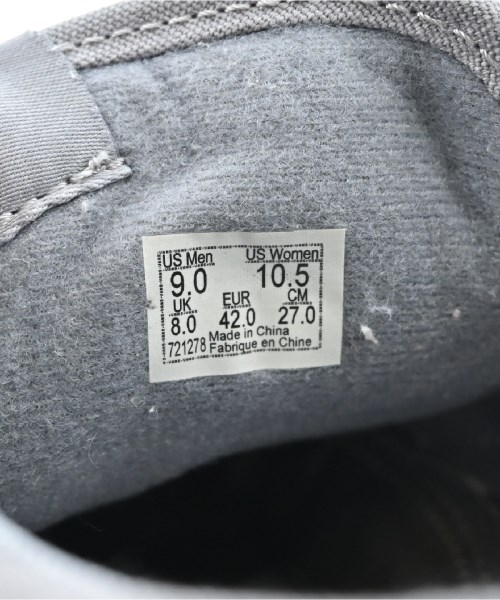 US Men US Women
9.0 10.5
UK EUR CM
8.0 42.0 27.0
721278 Made in China
Fabrique en Chine